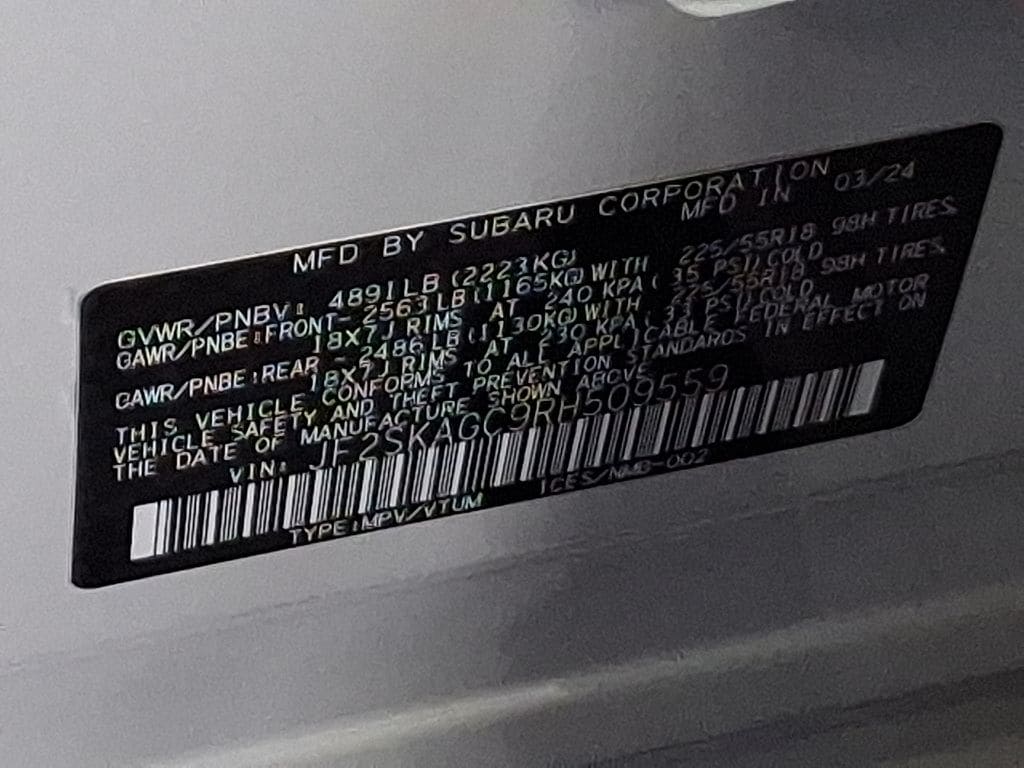 MFD BY SUBARU CORPORATION
MFD IN 03/24
GVWR/PNBV: 4891LB (2223KG)
GAWR/PNBE:FRONT- 2563LB (1165KG) WITH 225/55R18 98H TIRES
18X7J RIMS AT 240 KPA ( 35 PSI) COLD
GAWR/PNBE:REAR - 2486LB (1130KG) WITH 225/55R18 98H TIRES
18X7J RIMS AT 230 KPA ( 33 PSI) COLD
THIS VEHICLE CONFORMS TO ALL APPLICABLE FEDERAL MOTOR
VEHICLE SAFETY AND THEFT PREVENTION STANDARDS IN EFFECT ON
THE DATE OF MANUFACTURE SHOWN ABOVE
VIN: JF2SKAGC9RH509559
TYPE:MPV/VTUM ICES/NMB-002